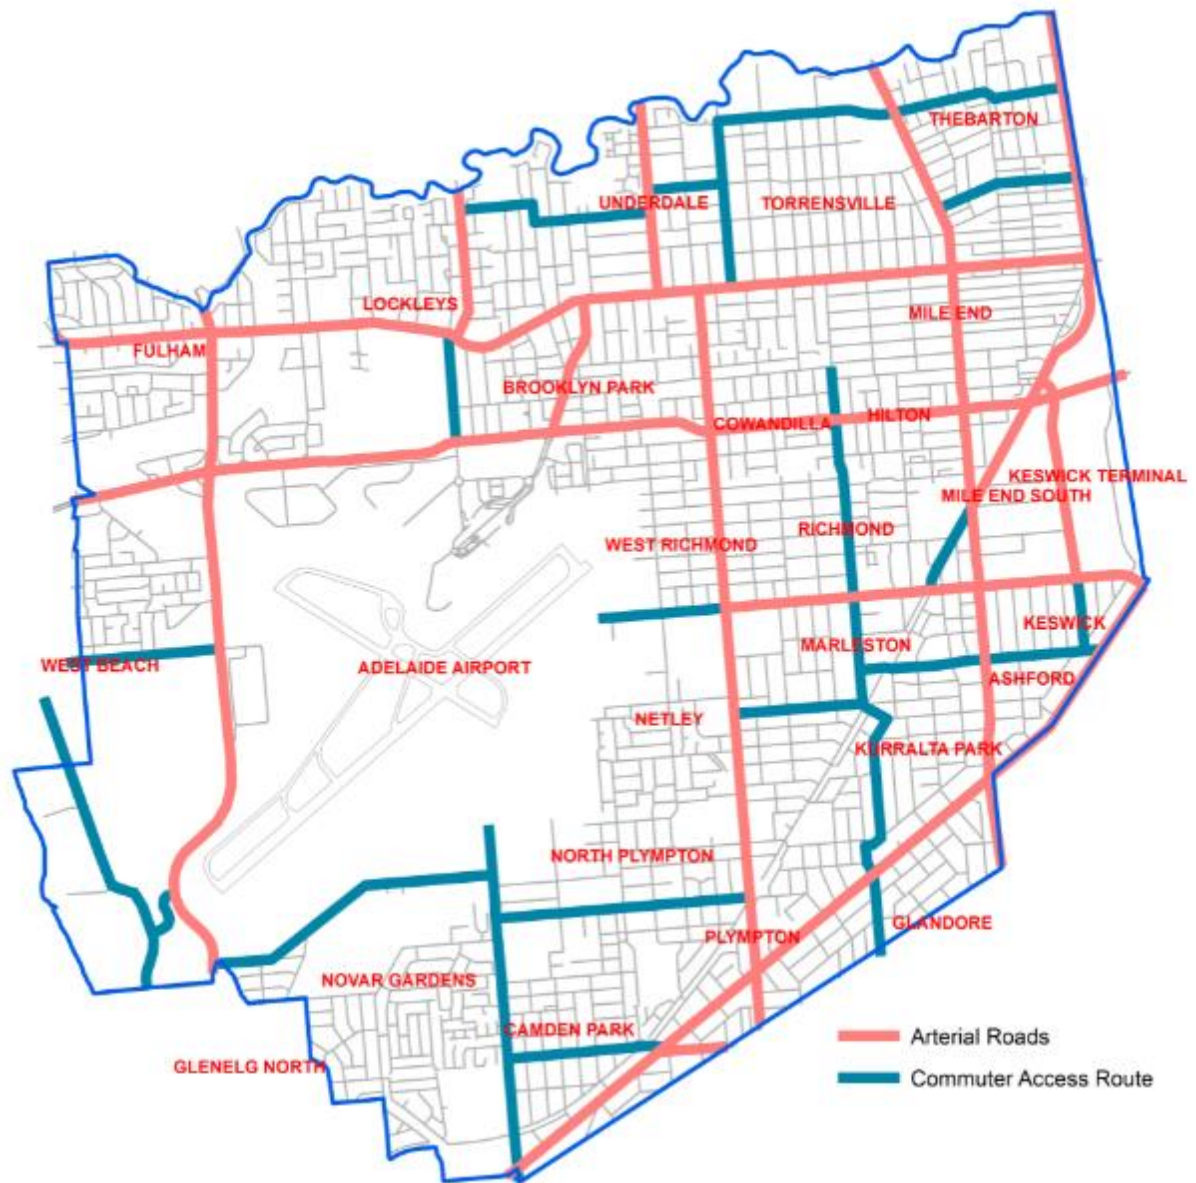 THEBARTON
UNDERDALE
TORRENSVILLE
LOCKLEYS
MILE END
FULHAM
BROOKLYN PARK
COWANDILLA
HILTON
KESWICK TERMINAL
MILE END SOUTH
RICHMOND
WEST RICHMOND
KESWICK
MARLESTON
WEST BEACH
ADELAIDE AIRPORT
ASHFORD
NETLEY
KURRALTA PARK
NORTH PLYMPTON
GLANDORE
PLYMPTON
NOVAR GARDENS
CAMDEN PARK
GLENELG NORTH
Arterial Roads
Commuter Access Route